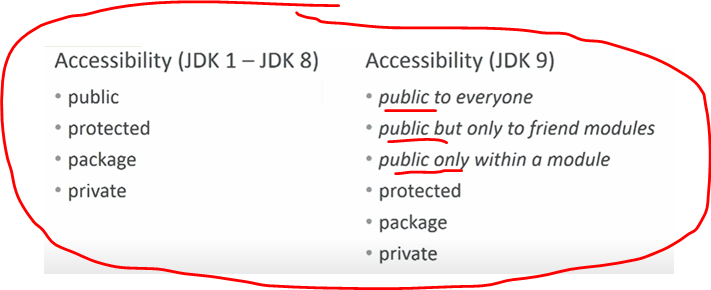 Accessibility (JDK 1 – JDK 8)
• public
• protected
• package
• private
Accessibility (JDK 9)
• public to everyone
• public but only to friend modules
• public only within a module
• protected
• package
• private